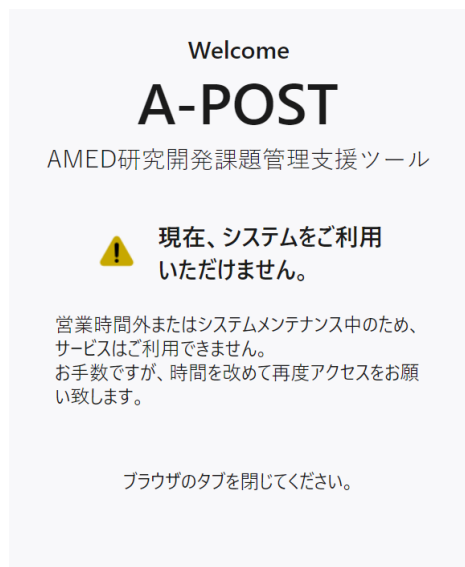 Welcome
A-POST
AMED研究開発課題管理支援ツール
現在、システムをご利用
いただけません。
営業時間外またはシステムメンテナンス中のため、
サービスはご利用できません。
お手数ですが、時間を改めて再度アクセスをお願
い致します。
ブラウザのタブを閉じてください。